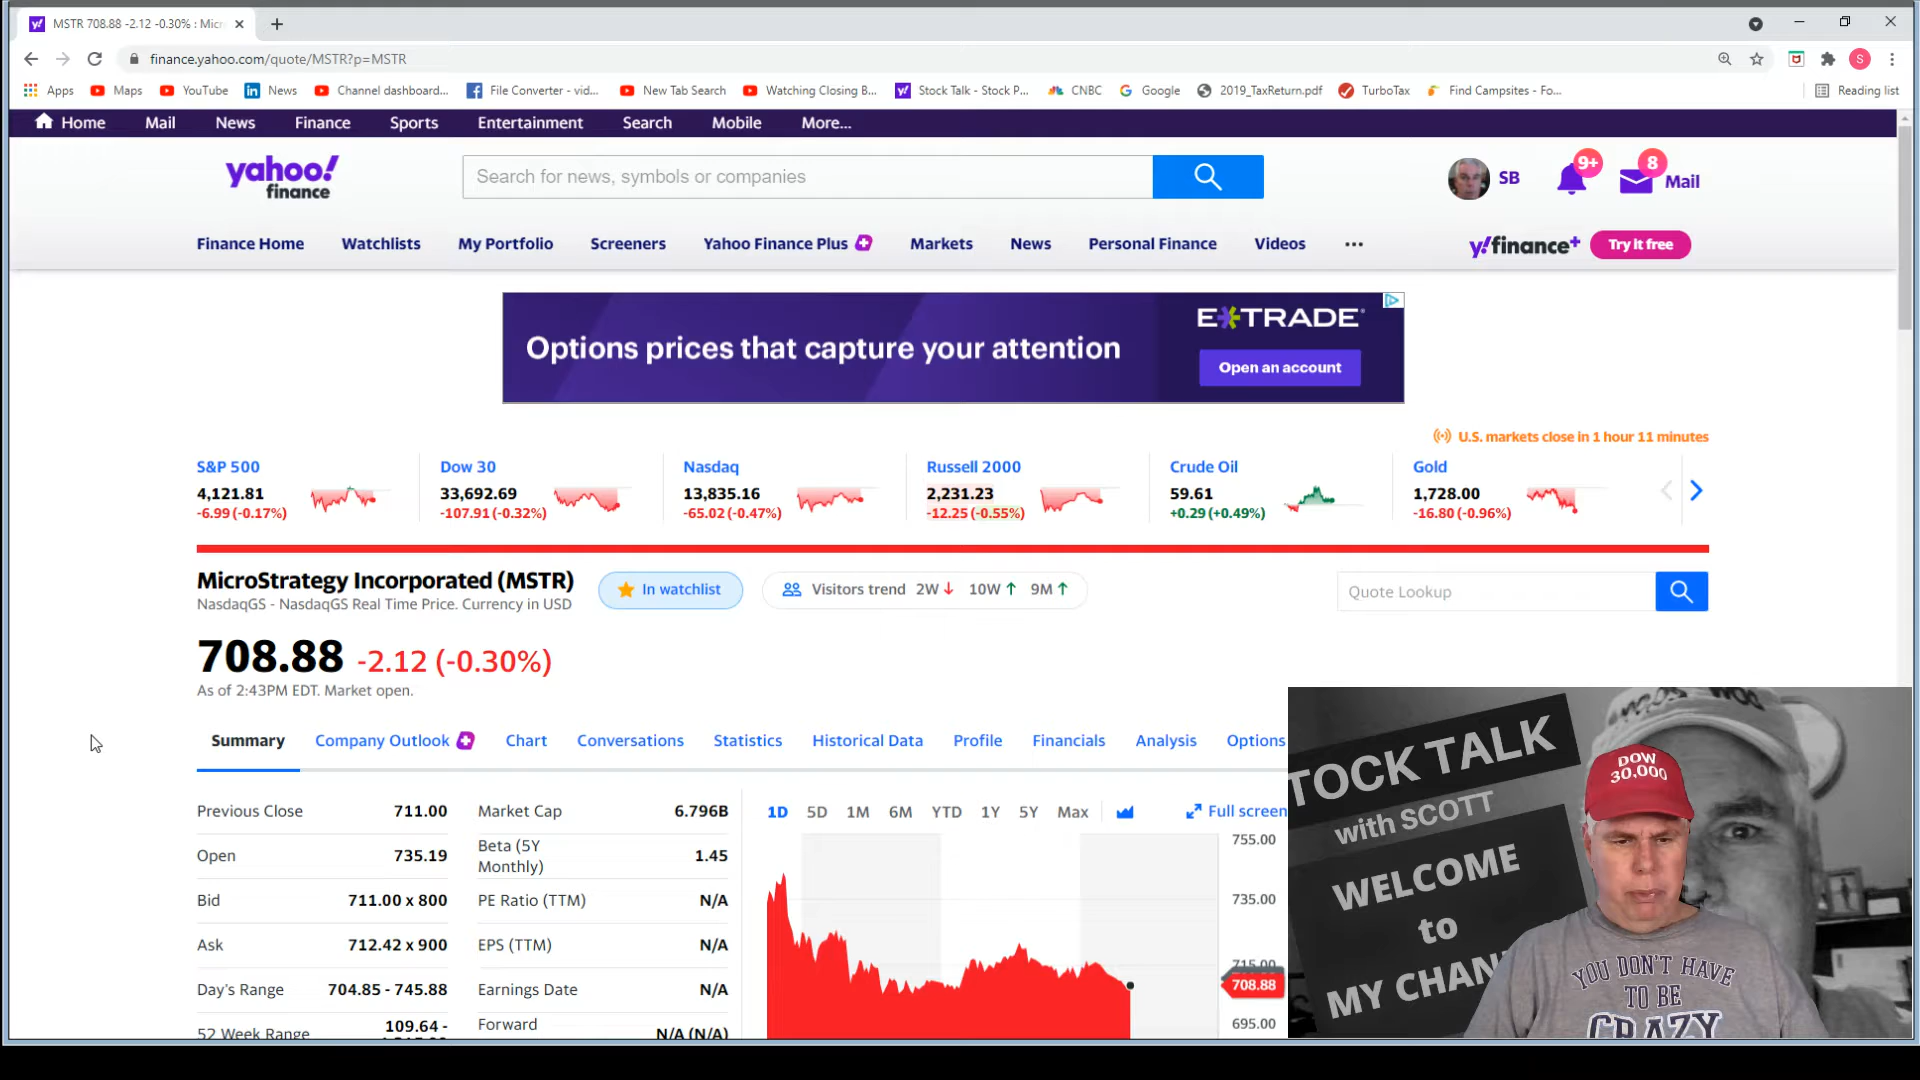 MSTR 708.88 -2.12 -0.30% : Micr
finance.yahoo.com/quote/MSTR?p=MSTR
S
Apps Maps YouTube News Channel dashboard... File Converter - vid... New Tab Search Watching Closing B... Stock Talk - Stock P... CNBC Google 2019_TaxReturn.pdf TurboTax Find Campsites - Fo... Reading list
Home Mail News Finance Sports Entertainment Search Mobile More...
yahoo!
finance
Search for news, symbols or companies
SB 9+ 8 Mail
Finance Home Watchlists My Portfolio Screeners Yahoo Finance Plus Markets News Personal Finance Videos ...
y!finance+ Try it free
Options prices that capture your attention
E*TRADE
Open an account
U.S. markets close in 1 hour 11 minutes
S&P 500 Dow 30 Nasdaq Russell 2000 Crude Oil Gold
4,121.81 33,692.69 13,835.16 2,231.23 59.61 1,728.00
-6.99 (-0.17%) -107.91 (-0.32%) -65.02 (-0.47%) -12.25 (-0.55%) +0.29 (+0.49%) -16.80 (-0.96%)
MicroStrategy Incorporated (MSTR)
NasdaqGS - NasdaqGS Real Time Price. Currency in USD
In watchlist
Visitors trend 2W ↓ 10W ↑ 9M ↑
Quote Lookup
708.88 -2.12 (-0.30%)
As of 2:43PM EDT. Market open.
Summary Company Outlook Chart Conversations Statistics Historical Data Profile Financials Analysis Options
Previous Close 711.00
Open 735.19
Bid 711.00 x 800
Ask 712.42 x 900
Day's Range 704.85 - 745.88
52 Week Range 109.64 -
Market Cap 6.796B
Beta (5Y
Monthly) 1.45
PE Ratio (TTM) N/A
EPS (TTM) N/A
Earnings Date N/A
Forward
N/A (N/A)
1D 5D 1M 6M YTD 1Y 5Y Max Full screen
755.00
735.00
715.00
708.88
695.00
TOCK TALK
with SCOTT
WELCOME
to
MY CHAN
DOW
30,000
YOU DON'T HAVE
TO BE
CRAZY